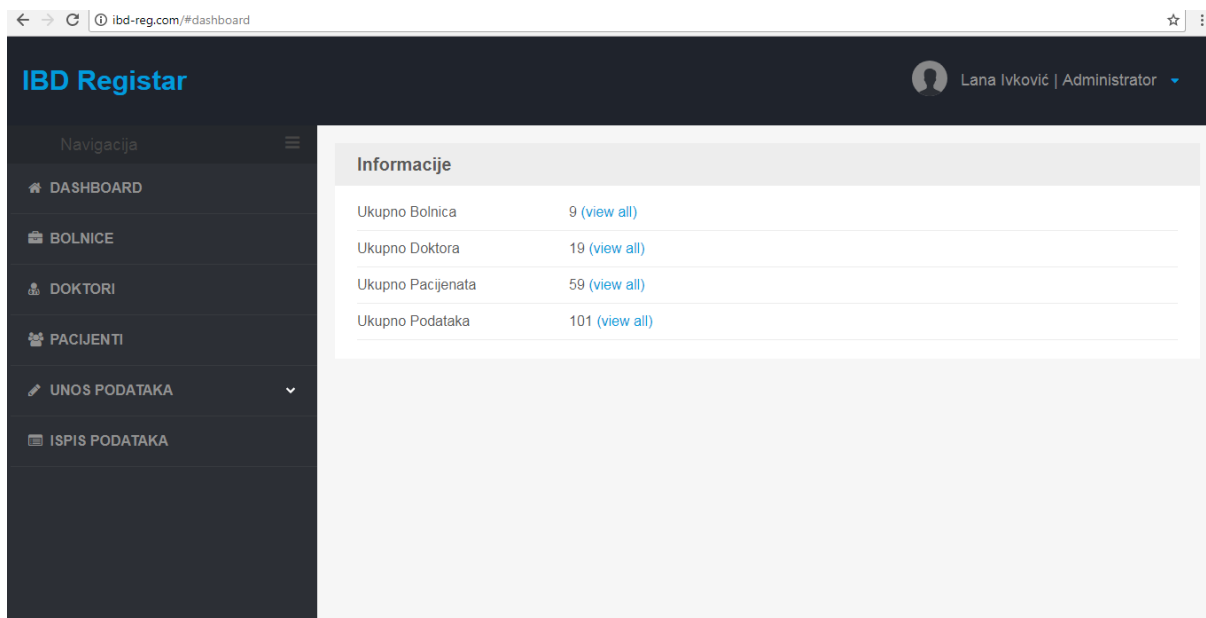 ibd-reg.com/#dashboard
IBD Registar
Lana Ivković | Administrator
Navigacija
DASHBOARD
BOLNICE
DOKTORI
PACIJENTI
UNOS PODATAKA
ISPIS PODATAKA
Informacije
Ukupno Bolnica 9 (view all)
Ukupno Doktora 19 (view all)
Ukupno Pacijenata 59 (view all)
Ukupno Podataka 101 (view all)